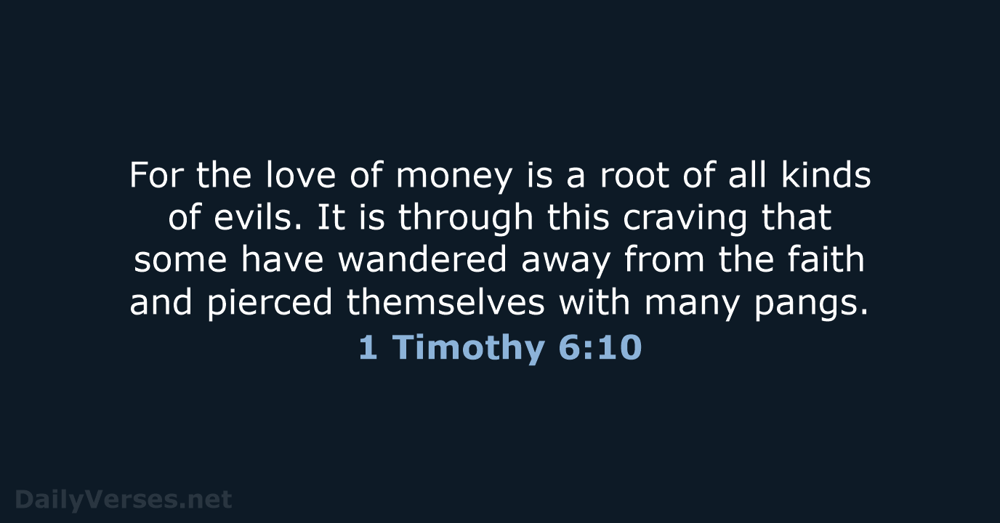 For the love of money is a root of all kinds
of evils. It is through this craving that
some have wandered away from the faith
and pierced themselves with many pangs.
1 Timothy 6:10
DailyVerses.net